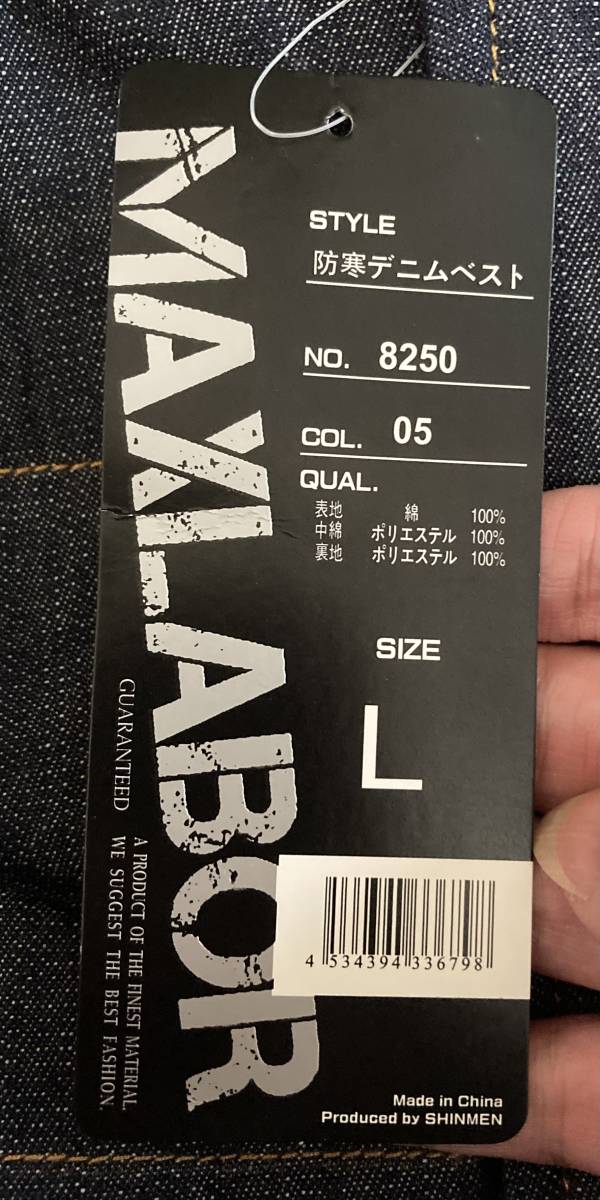 MAXLABOR
GUARANTEED
A PRODUCT OF THE FINEST MATERIAL.
WE SUGGEST THE BEST FASHION.
STYLE
防寒デニムベスト
NO. 8250
COL. 05
QUAL.
表地 綿 100%
中綿 ポリエステル 100%
裏地 ポリエステル 100%
SIZE
L
4 534394 336798
Made in China
Produced by SHINMEN